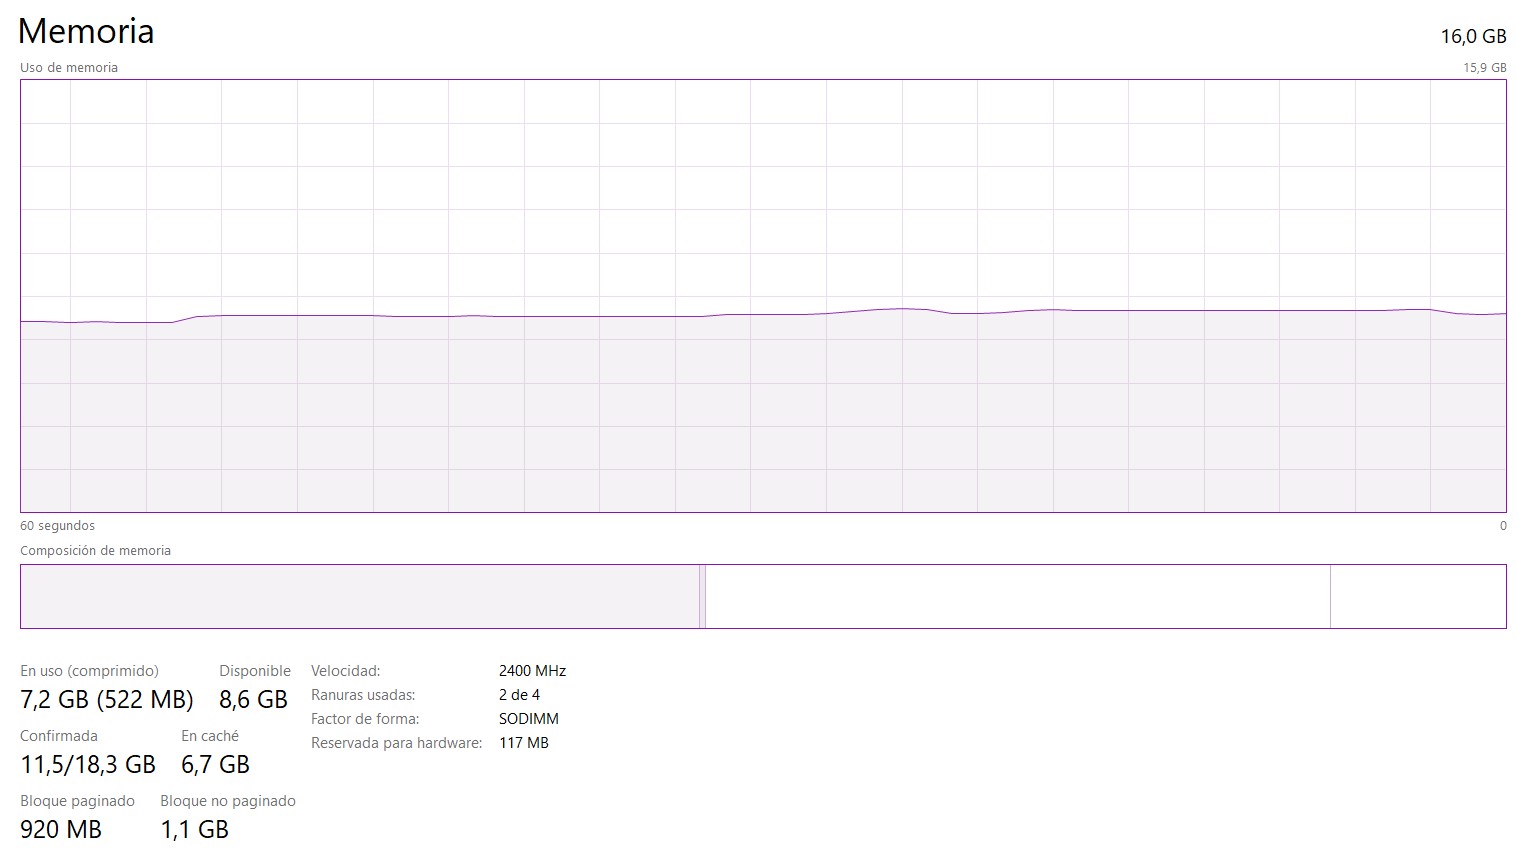 Memoria
16,0 GB
Uso de memoria
15,9 GB
60 segundos
0
Composición de memoria
En uso (comprimido)
Disponible
7,2 GB (522 MB)
8,6 GB
Confirmada
En caché
11,5/18,3 GB
6,7 GB
Bloque paginado
Bloque no paginado
920 MB
1,1 GB
Velocidad:
2400 MHz
Ranuras usadas:
2 de 4
Factor de forma:
SODIMM
Reservada para hardware:
117 MB